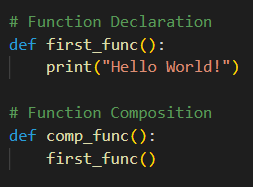 # Function Declaration
def first_func():
    print("Hello World!")
# Function Composition
def comp_func():
    first_func()